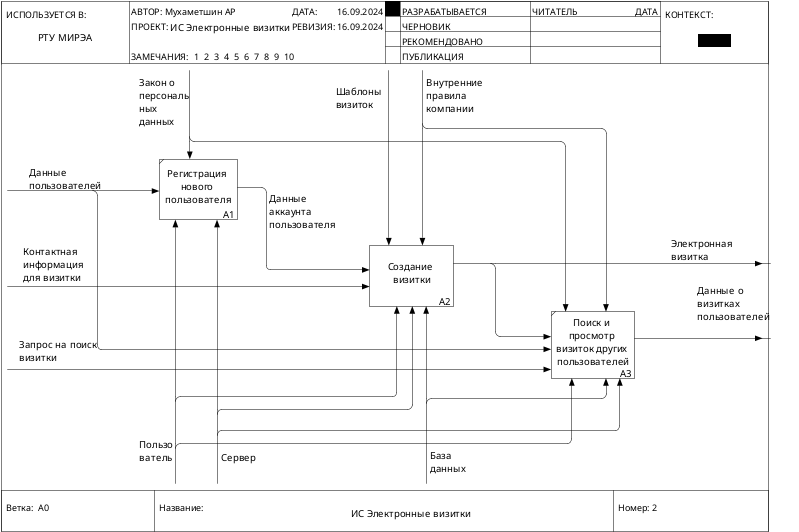 ИСПОЛЬЗУЕТСЯ В:
РТУ МИРЭА
АВТОР: Мухаметшин АР
ДАТА: 16.09.2024
ПРОЕКТ: ИС Электронные визитки
РЕВИЗИЯ: 16.09.2024
ЗАМЕЧАНИЯ: 1 2 3 4 5 6 7 8 9 10
РАЗРАБАТЫВАЕТСЯ
ЧЕРНОВИК
РЕКОМЕНДОВАНО
ПУБЛИКАЦИЯ
ЧИТАТЕЛЬ
ДАТА
КОНТЕКСТ:
Закон о
персональ
ных
данных
Шаблоны
визиток
Внутренние
правила
компании
Данные
пользователей
Регистрация
нового
пользователя
A1
Данные
аккаунта
пользователя
Контактная
информация
для визитки
Создание
визитки
A2
Электронная
визитка
Данные о
визитках
пользователей
Запрос на поиск
визитки
Поиск и
просмотр
визиток других
пользователей
A3
Пользо
ватель
Сервер
База
данных
Ветка: A0
Название:
ИС Электронные визитки
Номер: 2